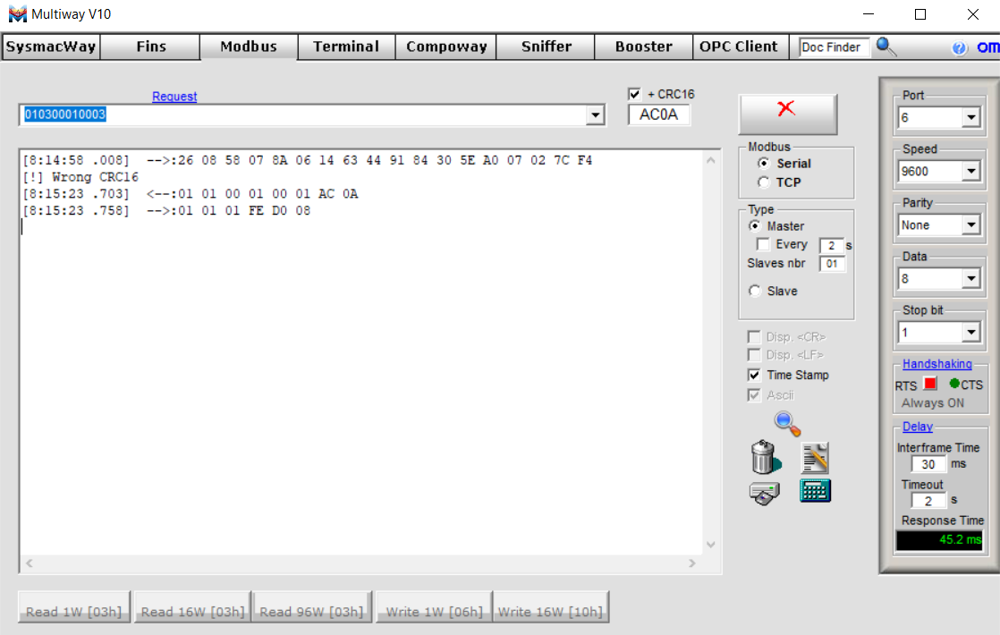 Multiway V10
SysmacWay Fins Modbus Terminal Compoway Sniffer Booster OPC Client Doc Finder ? om
Request
010300010003
+ CRC16
AC0A
[8:14:58 .008] -->:26 08 58 07 8A 06 14 63 44 91 84 30 5E A0 07 02 7C F4
[!] Wrong CRC16
[8:15:23 .703] <--:01 01 00 01 00 01 AC 0A
[8:15:23 .758] -->:01 01 01 FE D0 08
Modbus
Serial
TCP
Type
Master
Every 2 s
Slaves nbr 01
Slave
Disp. <CR>
Disp. <LF>
Time Stamp
Ascii
Port
6
Speed
9600
Parity
None
Data
8
Stop bit
1
Handshaking
RTS CTS
Always ON
Delay
Interframe Time
30 ms
Timeout
2 s
Response Time
45.2 ms
Read 1W [03h] Read 16W [03h] Read 96W [03h] Write 1W [06h] Write 16W [10h]